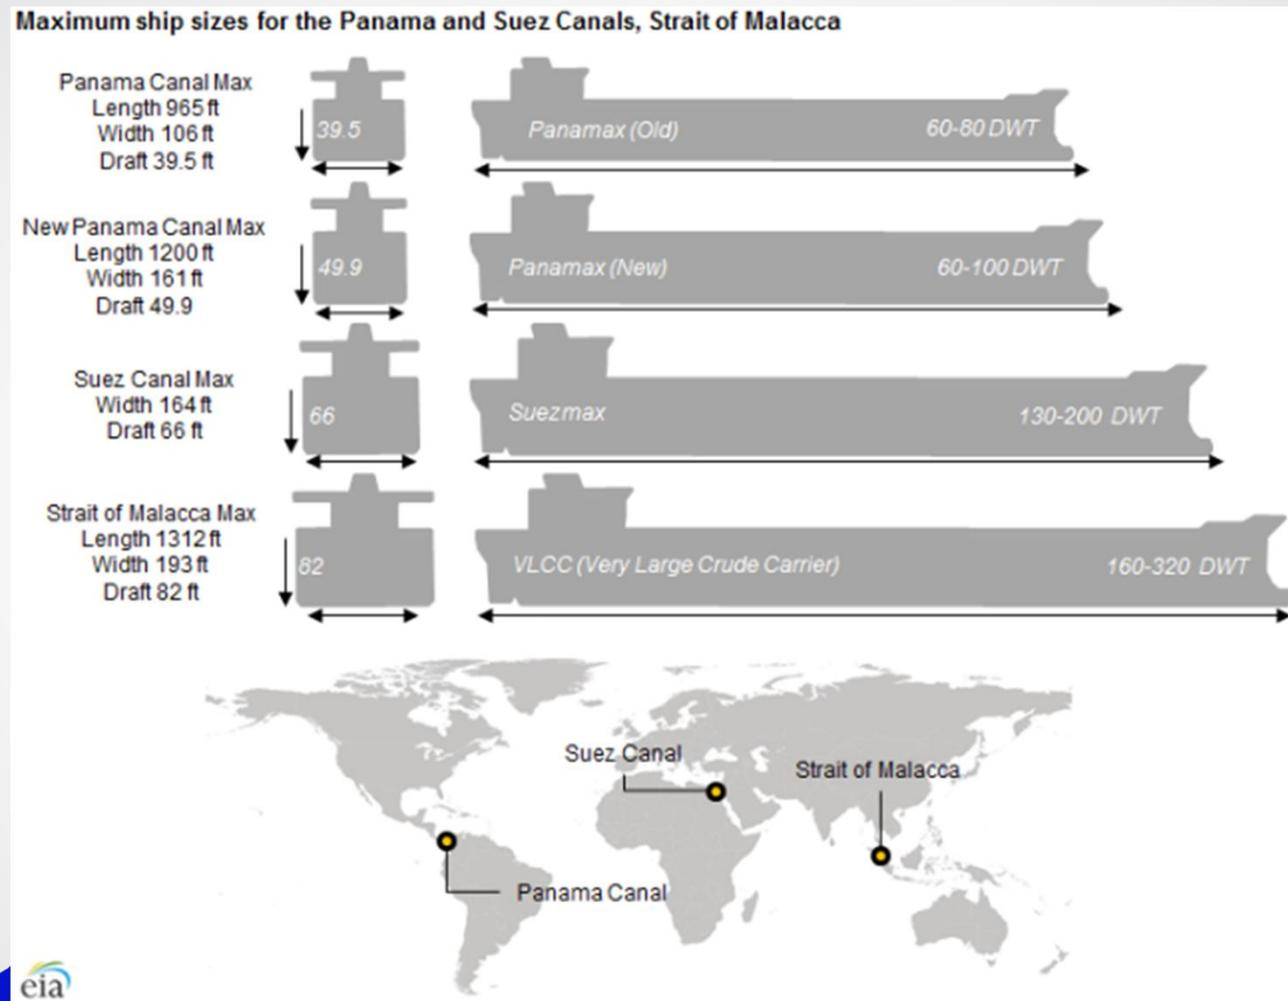 Maximum ship sizes for the Panama and Suez Canals, Strait of Malacca
Panama Canal Max
Length 965 ft
Width 106 ft
Draft 39.5 ft
39.5
Panamax (Old)
60-80 DWT
New Panama Canal Max
Length 1200 ft
Width 161 ft
Draft 49.9
49.9
Panamax (New)
60-100 DWT
Suez Canal Max
Width 164 ft
Draft 66 ft
66
Suezmax
130-200 DWT
Strait of Malacca Max
Length 1312 ft
Width 193 ft
Draft 82 ft
82
VLCC (Very Large Crude Carrier)
160-320 DWT
Suez Canal
Strait of Malacca
Panama Canal
eia